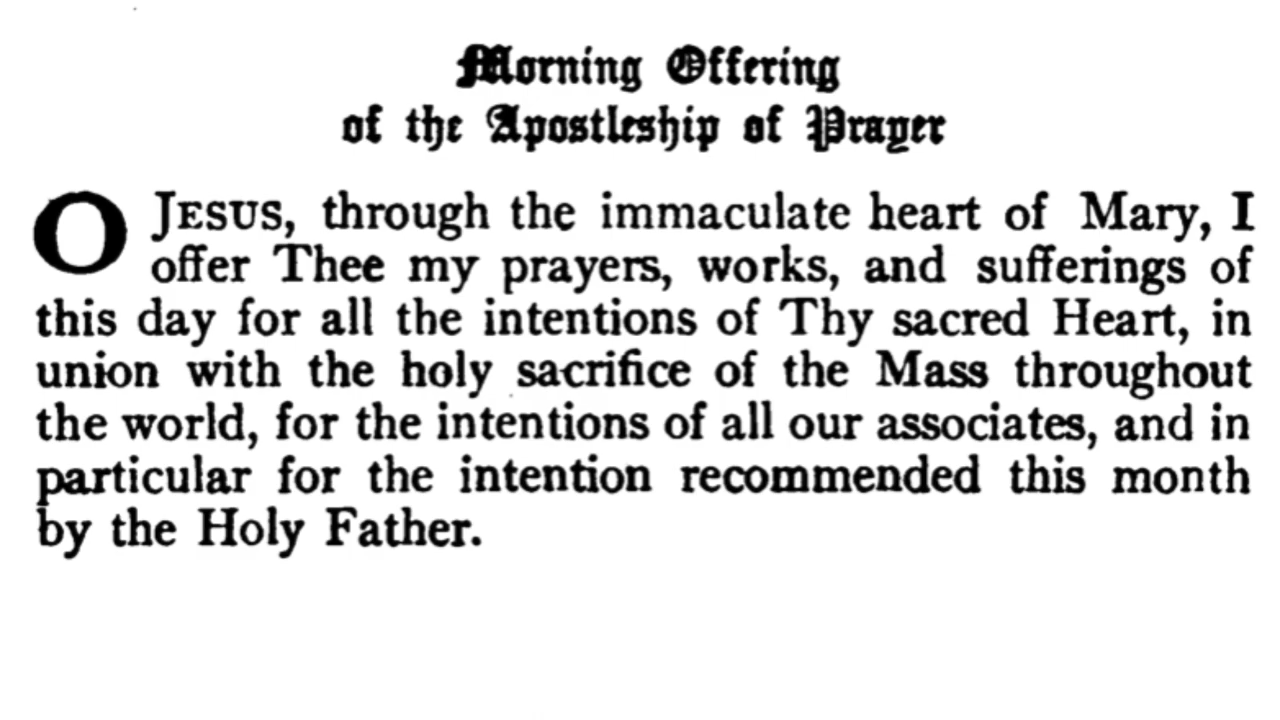 Morning Offering
of the Apostleship of Prayer
O JESUS, through the immaculate heart of Mary, I
offer Thee my prayers, works, and sufferings of
this day for all the intentions of Thy sacred Heart, in
union with the holy sacrifice of the Mass throughout
the world, for the intentions of all our associates, and in
particular for the intention recommended this month
by the Holy Father.